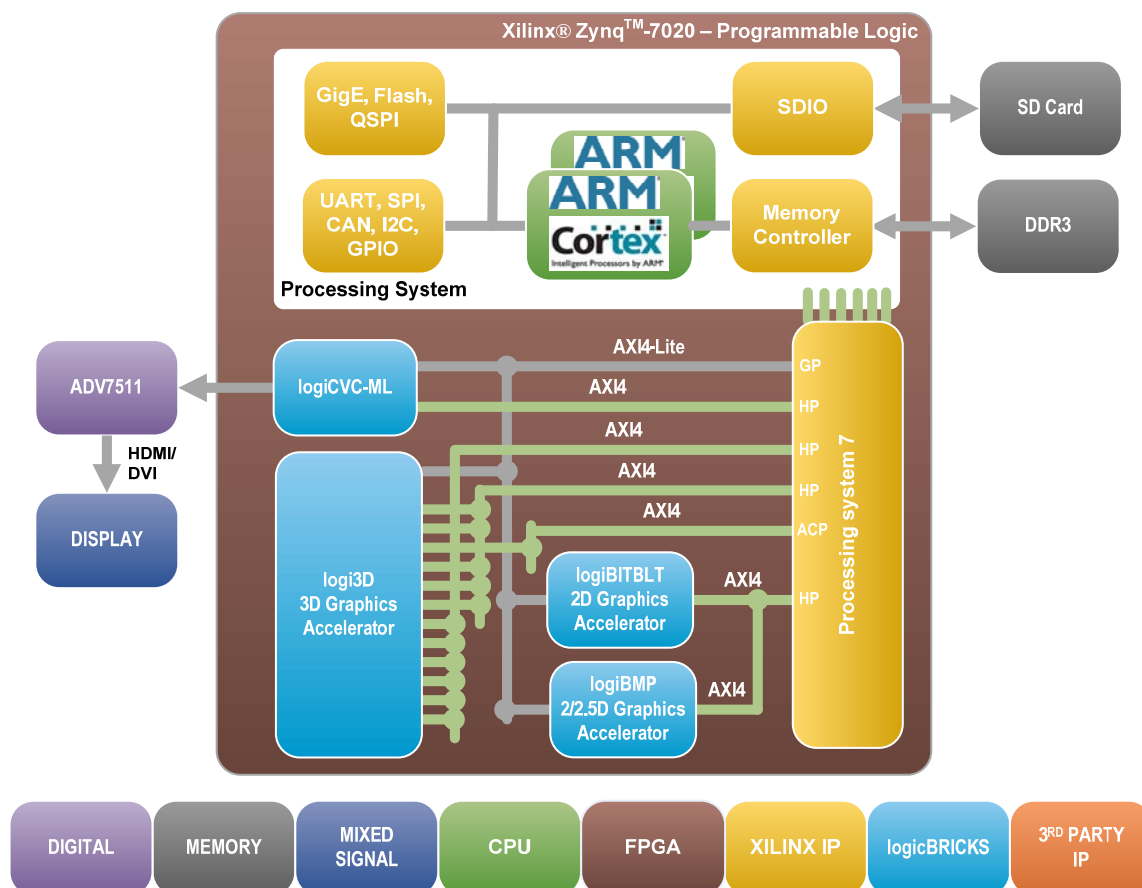 Xilinx® Zynq™-7020 – Programmable Logic
GigE, Flash,
QSPI
SDIO
SD Card
ARM
ARM
Cortex
Intelligent Processors by ARM®
UART, SPI,
CAN, I2C,
GPIO
Memory
Controller
DDR3
Processing System
ADV7511
logiCVC-ML
AXI4-Lite
GP
AXI4
HP
AXI4
HP
AXI4
HP
AXI4
ACP
HDMI/
DVI
DISPLAY
logi3D
3D Graphics
Accelerator
logiBITBLT
2D Graphics
Accelerator
AXI4
HP
Processing system 7
logiBMP
2/2.5D Graphics
Accelerator
AXI4
DIGITAL
MEMORY
MIXED
SIGNAL
CPU
FPGA
XILINX IP
logicBRICKS
3RD PARTY
IP